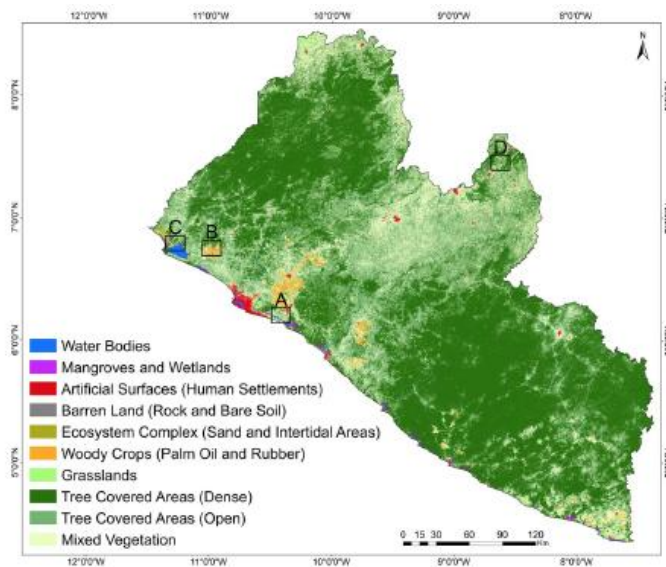 12°0'0"W 11°0'0"W 10°0'0"W 9°0'0"W 8°0'0"W
N
8°0'0"N
D
7°0'0"N
C B
A
6°0'0"N
5°0'0"N
Water Bodies
Mangroves and Wetlands
Artificial Surfaces (Human Settlements)
Barren Land (Rock and Bare Soil)
Ecosystem Complex (Sand and Intertidal Areas)
Woody Crops (Palm Oil and Rubber)
Grasslands
Tree Covered Areas (Dense)
Tree Covered Areas (Open)
Mixed Vegetation
0 15 30 60 90 120
Km
12°0'0"W 11°0'0"W 10°0'0"W 9°0'0"W 8°0'0"W